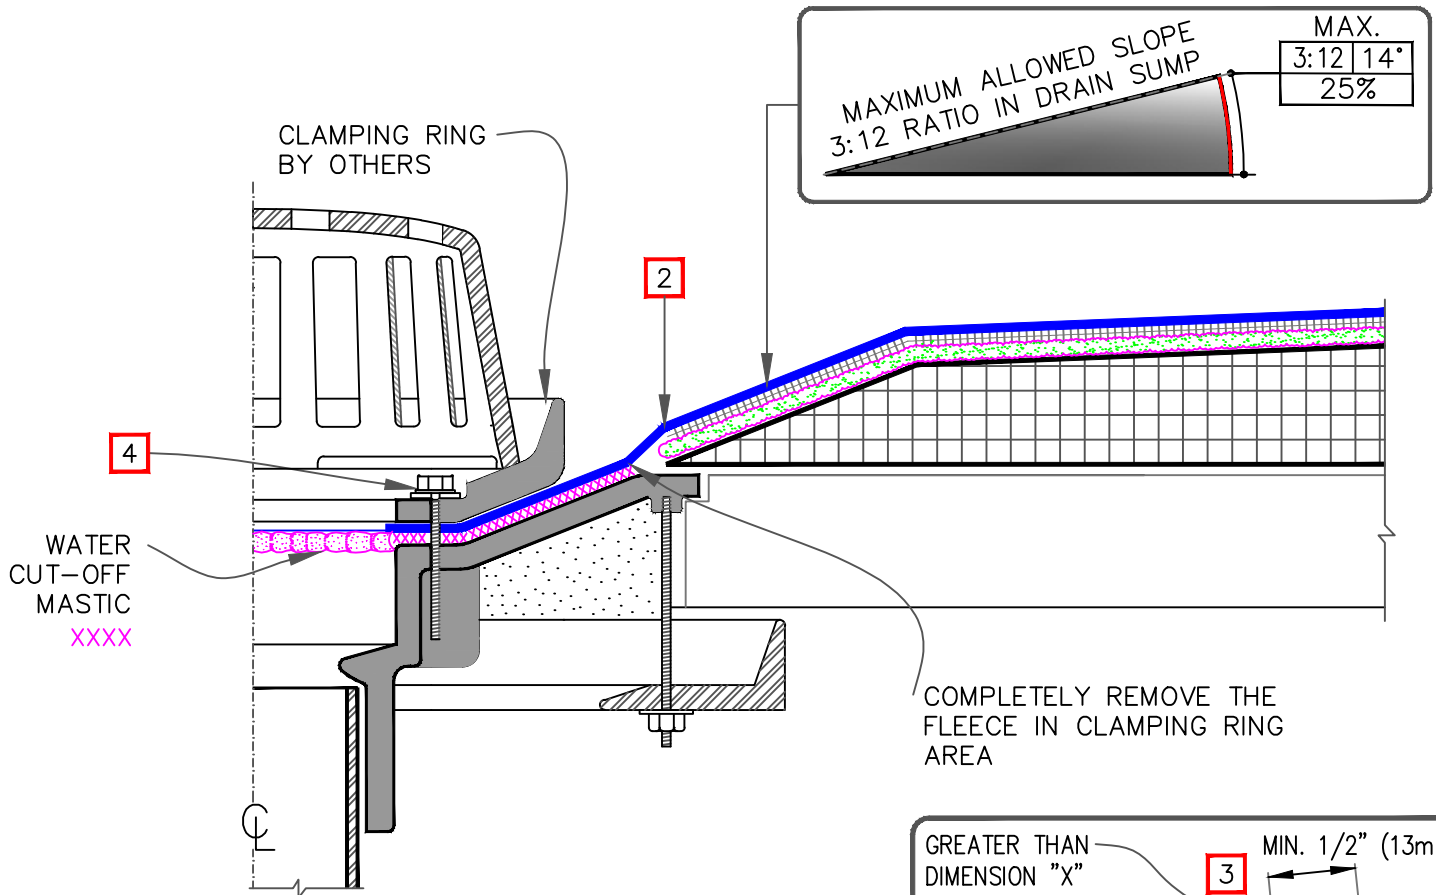 MAXIMUM ALLOWED SLOPE
3:12 RATIO IN DRAIN SUMP
MAX.
3:12 14°
25%
CLAMPING RING
BY OTHERS
2
4
WATER
CUT-OFF
MASTIC
XXXX
COMPLETELY REMOVE THE
FLEECE IN CLAMPING RING
AREA
CL
GREATER THAN
DIMENSION "X"
3
MIN. 1/2" (13m